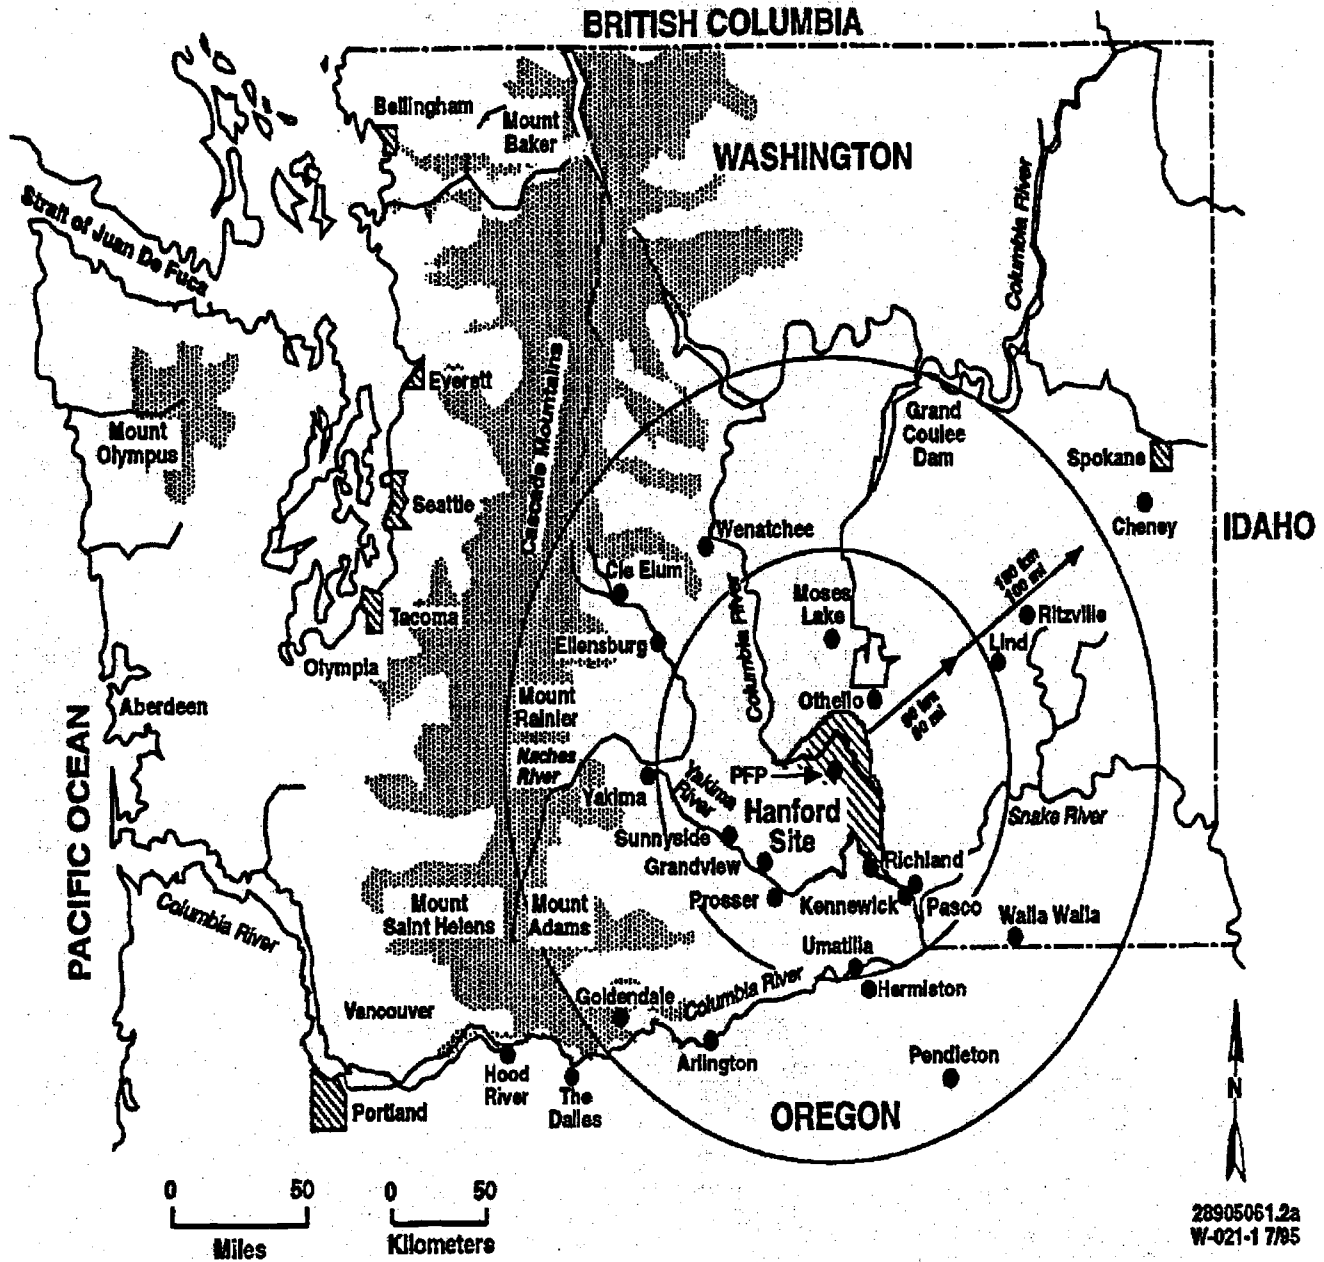 BRITISH COLUMBIA
Bellingham
Mount
Baker
WASHINGTON
Columbia River
Strait of Juan De Fuca
Everett
Cascade Mountains
Mount
Olympus
Grand
Coulee
Dam
Spokane
Seattle
Cheney
IDAHO
Wenatchee
Cle Elum
Columbia River
Moses
Lake
100 mi
Ritzville
Tacoma
Ellensburg
Lind
Olympia
Mount
Rainier
Othello
50 mi
Aberdeen
PACIFIC OCEAN
Naches
River
PFP
Yakima
River
Yakima
Hanford
Site
Snake River
Sunnyside
Grandview
Richland
Prosser
Kennewick
Pasco
Walla Walla
Mount
Saint Helens
Mount
Adams
Columbia River
Umatilla
Hermiston
Goldendale
Columbia River
Vancouver
Arlington
Pendleton
Hood
River
The
Dalles
Portland
OREGON
N
0 50
Miles
0 50
Kilometers
28905061.2a
W-021-1 7/95